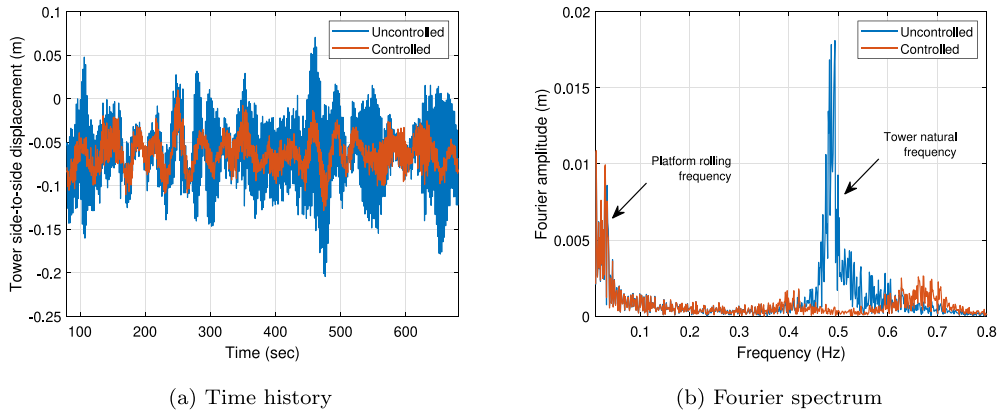 0.1
0.05
0
-0.05
-0.1
-0.15
-0.2
-0.25
Tower side-to-side displacement (m)
Uncontrolled
Controlled
100
200
300
400
500
600
Time (sec)
(a) Time history
0.02
0.015
0.01
0.005
0
Fourier amplitude (m)
Uncontrolled
Controlled
Platform rolling
frequency
Tower natural
frequency
0.1
0.2
0.3
0.4
0.5
0.6
0.7
0.8
Frequency (Hz)
(b) Fourier spectrum